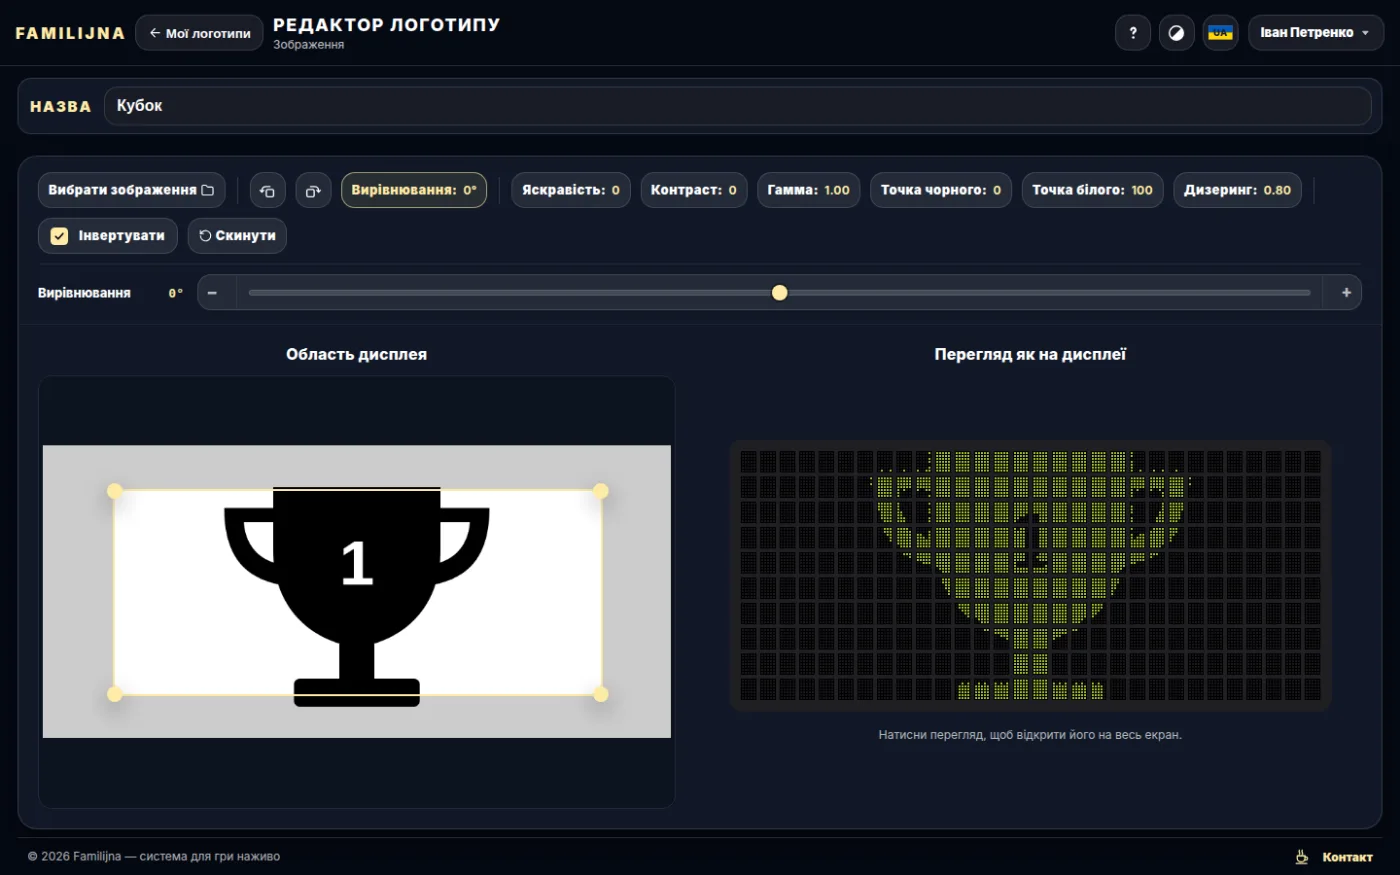 FAMILIJNA
← Мої логотипи
РЕДАКТОР ЛОГОТИПУ
Зображення
?
UA
Іван Петренко
НАЗВА
Кубок
Вибрати зображення
Вирівнювання: 0°
Яскравість: 0
Контраст: 0
Гамма: 1.00
Точка чорного: 0
Точка білого: 100
Дизеринг: 0.80
Інвертувати
Скинути
Вирівнювання 0°
− +
Область дисплея
Перегляд як на дисплеї
1
1
Натисни перегляд, щоб відкрити його на весь екран.
© 2026 Familijna — система для гри наживо
Контакт